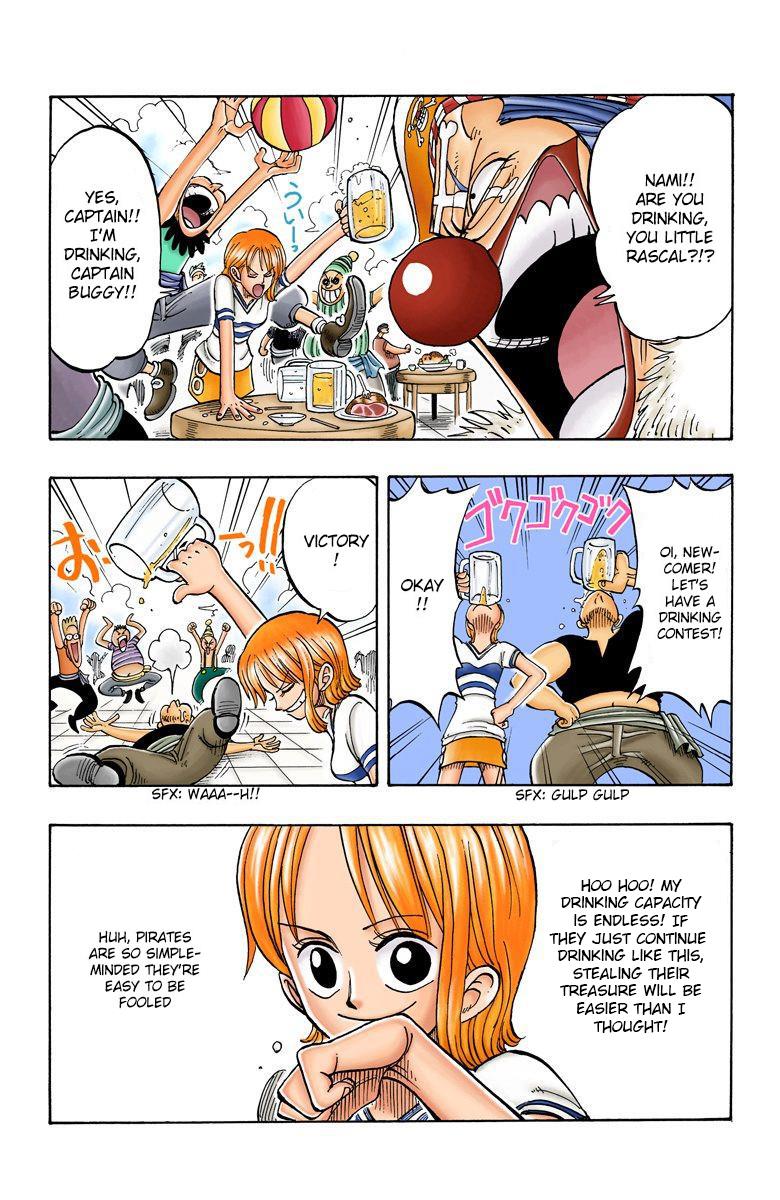 NAMI!!
ARE YOU
DRINKING,
YOU LITTLE
RASCAL?!?
YES,
CAPTAIN!!
I'M
DRINKING,
CAPTAIN
BUGGY!!
うぃーっ
OI, NEW-
COMER!
LET'S
HAVE A
DRINKING
CONTEST!
ゴクゴクゴクッ
OKAY
!!
SFX: GULP GULP
VICTORY
!
おーっ!!
SFX: WAAA--H!!
HOO HOO! MY
DRINKING CAPACITY
IS ENDLESS! IF
THEY JUST CONTINUE
DRINKING LIKE THIS,
STEALING THEIR
TREASURE WILL BE
EASIER THAN I
THOUGHT!
HUH, PIRATES
ARE SO SIMPLE-
MINDED THEY'RE
EASY TO BE
FOOLED